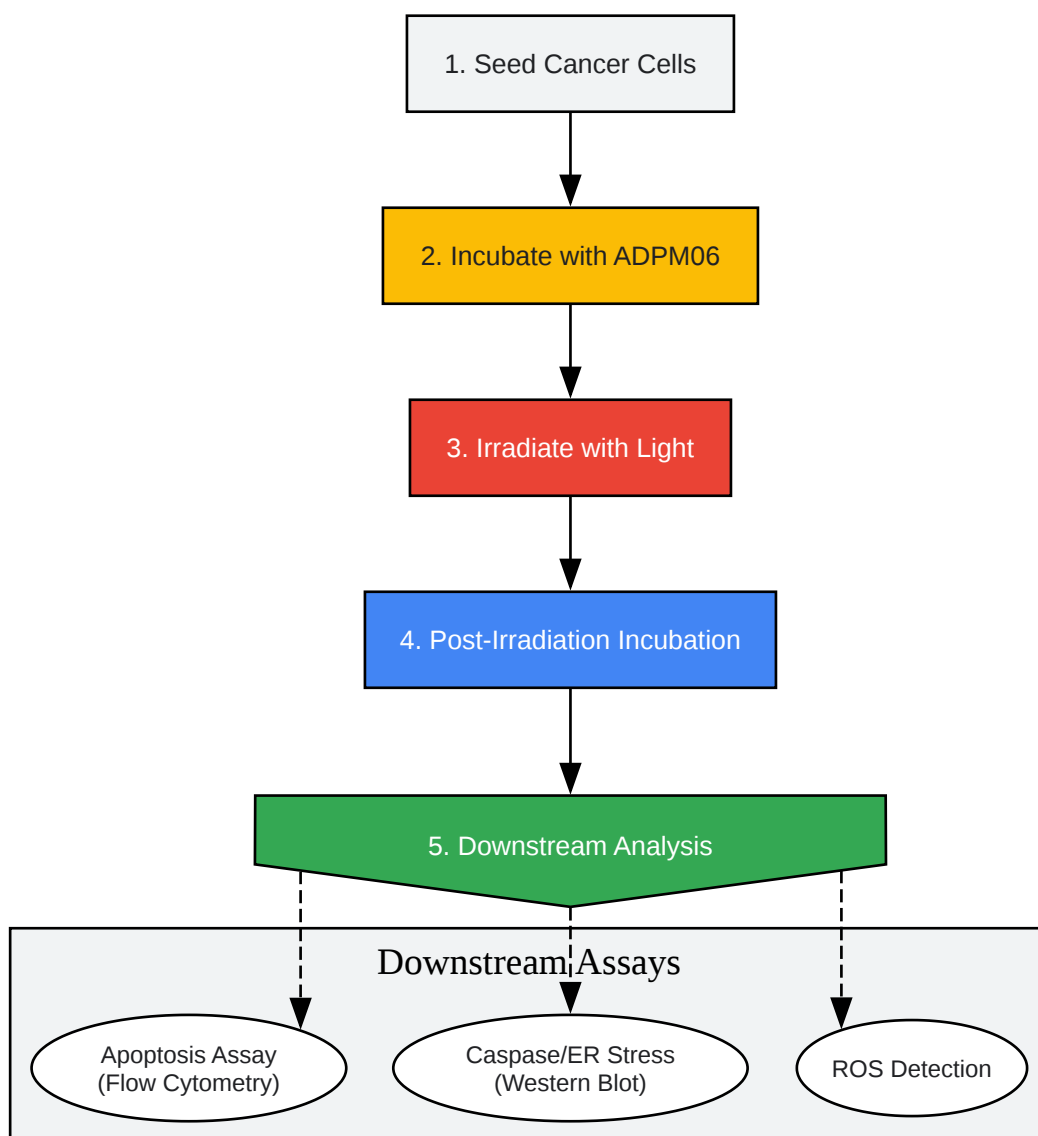 1. Seed Cancer Cells
2. Incubate with ADPM06
3. Irradiate with Light
4. Post-Irradiation Incubation
5. Downstream Analysis
Downstream Assays
Apoptosis Assay
(Flow Cytometry)
Caspase/ER Stress
(Western Blot)
ROS Detection